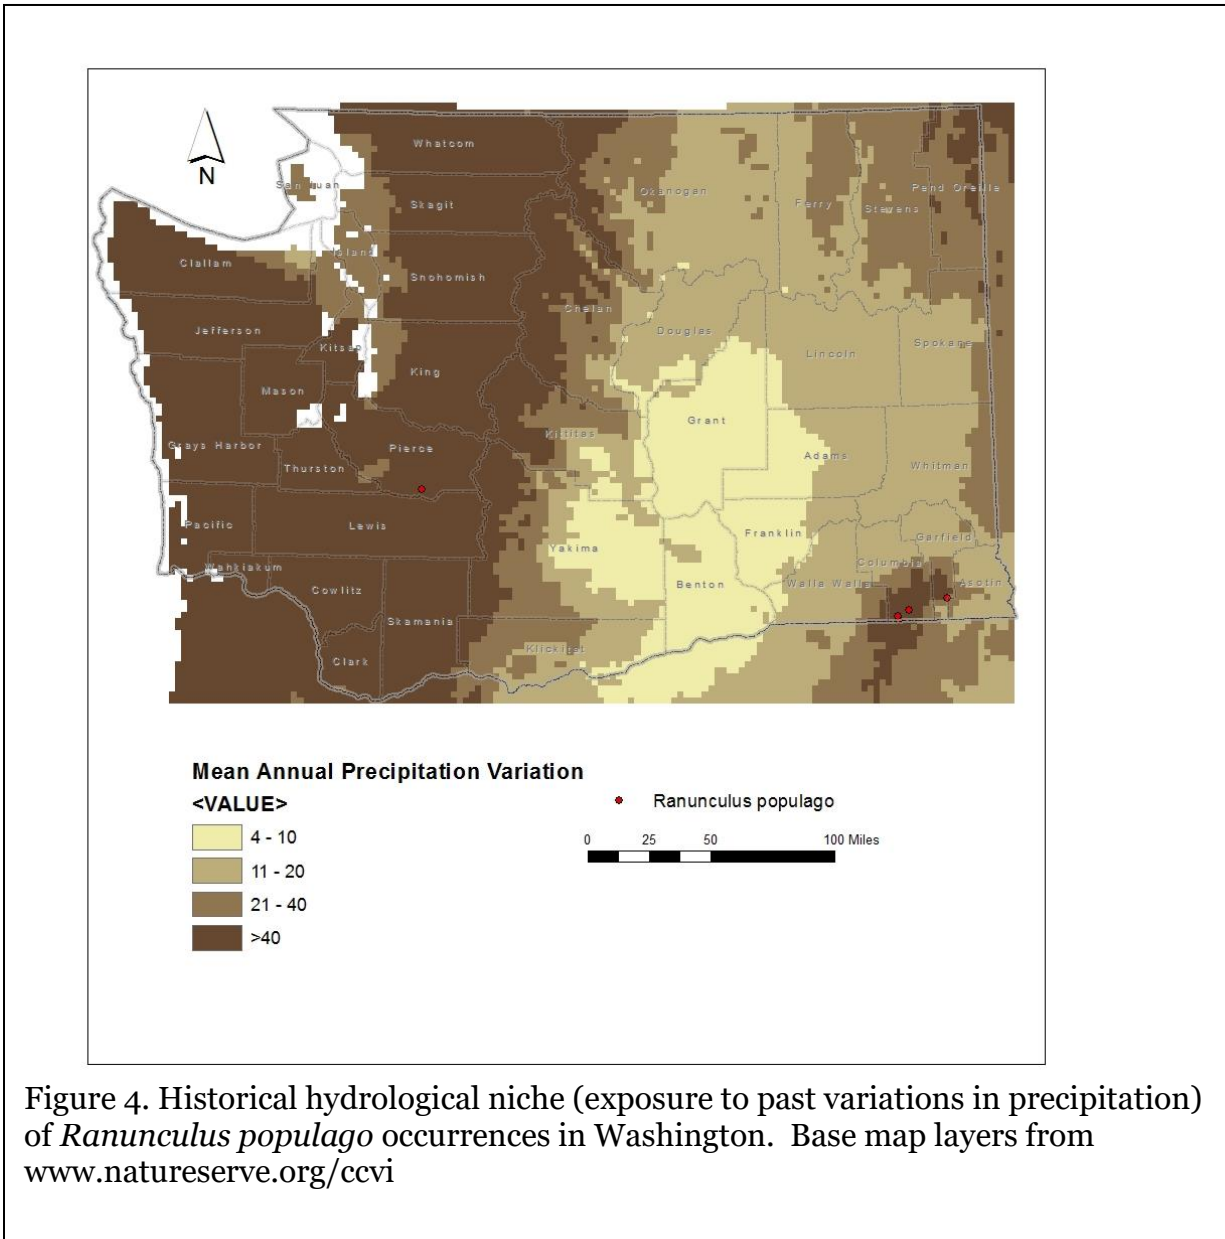 N
Whatcom
San Juan
Skagit
Okanogan
Ferry
Stevens
Pend Oreille
Island
Clallam
Snohomish
Chelan
Jefferson
Kitsap
Douglas
Lincoln
Spokane
King
Mason
Grant
Kittitas
Grays Harbor
Pierce
Adams
Thurston
Whitman
Pacific
Lewis
Yakima
Franklin
Garfield
Wahkiakum
Columbia
Cowlitz
Benton
Walla Walla
Asotin
Skamania
Klickitat
Clark
Mean Annual Precipitation Variation
<VALUE>
4 - 10
11 - 20
21 - 40
>40
Ranunculus populago
0 25 50 100 Miles
Figure 4. Historical hydrological niche (exposure to past variations in precipitation)
of Ranunculus populago occurrences in Washington.  Base map layers from
www.natureserve.org/ccvi